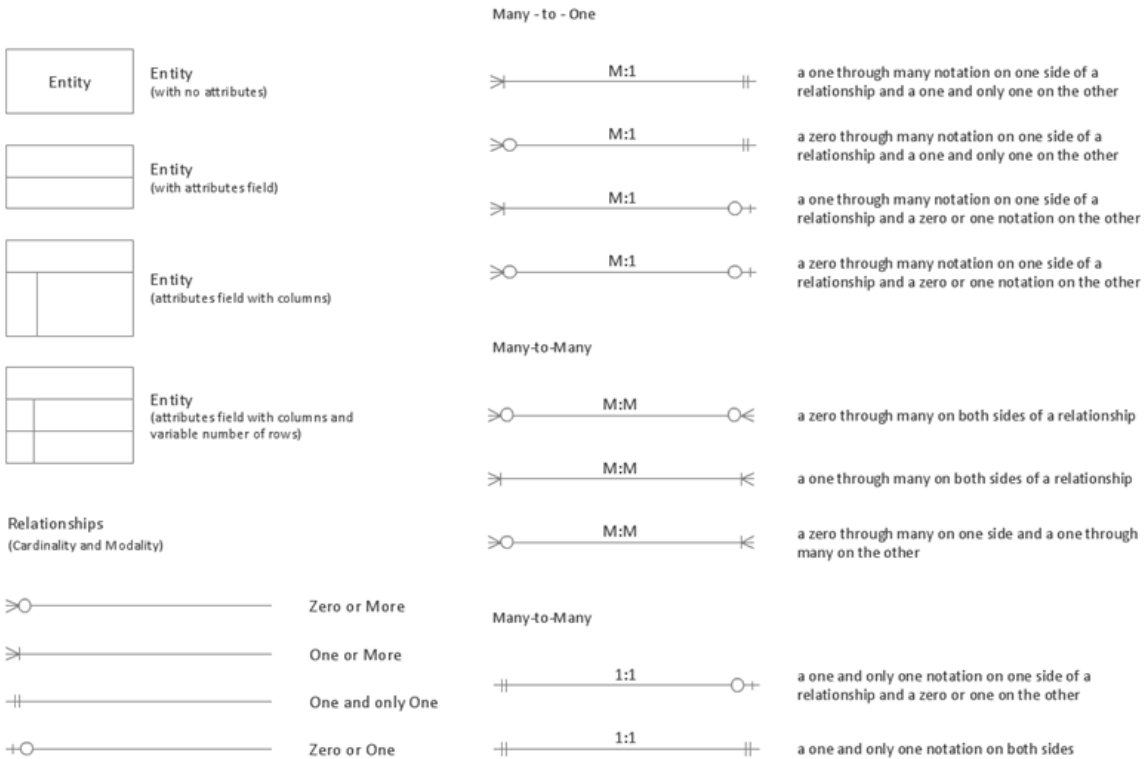 Entity
Entity
(with no attributes)
Entity
(with attributes field)
Entity
(attributes field with columns)
Entity
(attributes field with columns and
variable number of rows)
Relationships
(Cardinality and Modality)
Zero or More
One or More
One and only One
Zero or One
Many - to - One
M:1
a one through many notation on one side of a
relationship and a one and only one on the other
M:1
a zero through many notation on one side of a
relationship and a one and only one on the other
M:1
a one through many notation on one side of a
relationship and a zero or one notation on the other
M:1
a zero through many notation on one side of a
relationship and a zero or one notation on the other
Many-to-Many
M:M
a zero through many on both sides of a relationship
M:M
a one through many on both sides of a relationship
M:M
a zero through many on one side and a one through
many on the other
Many-to-Many
1:1
a one and only one notation on one side of a
relationship and a zero or one on the other
1:1
a one and only one notation on both sides